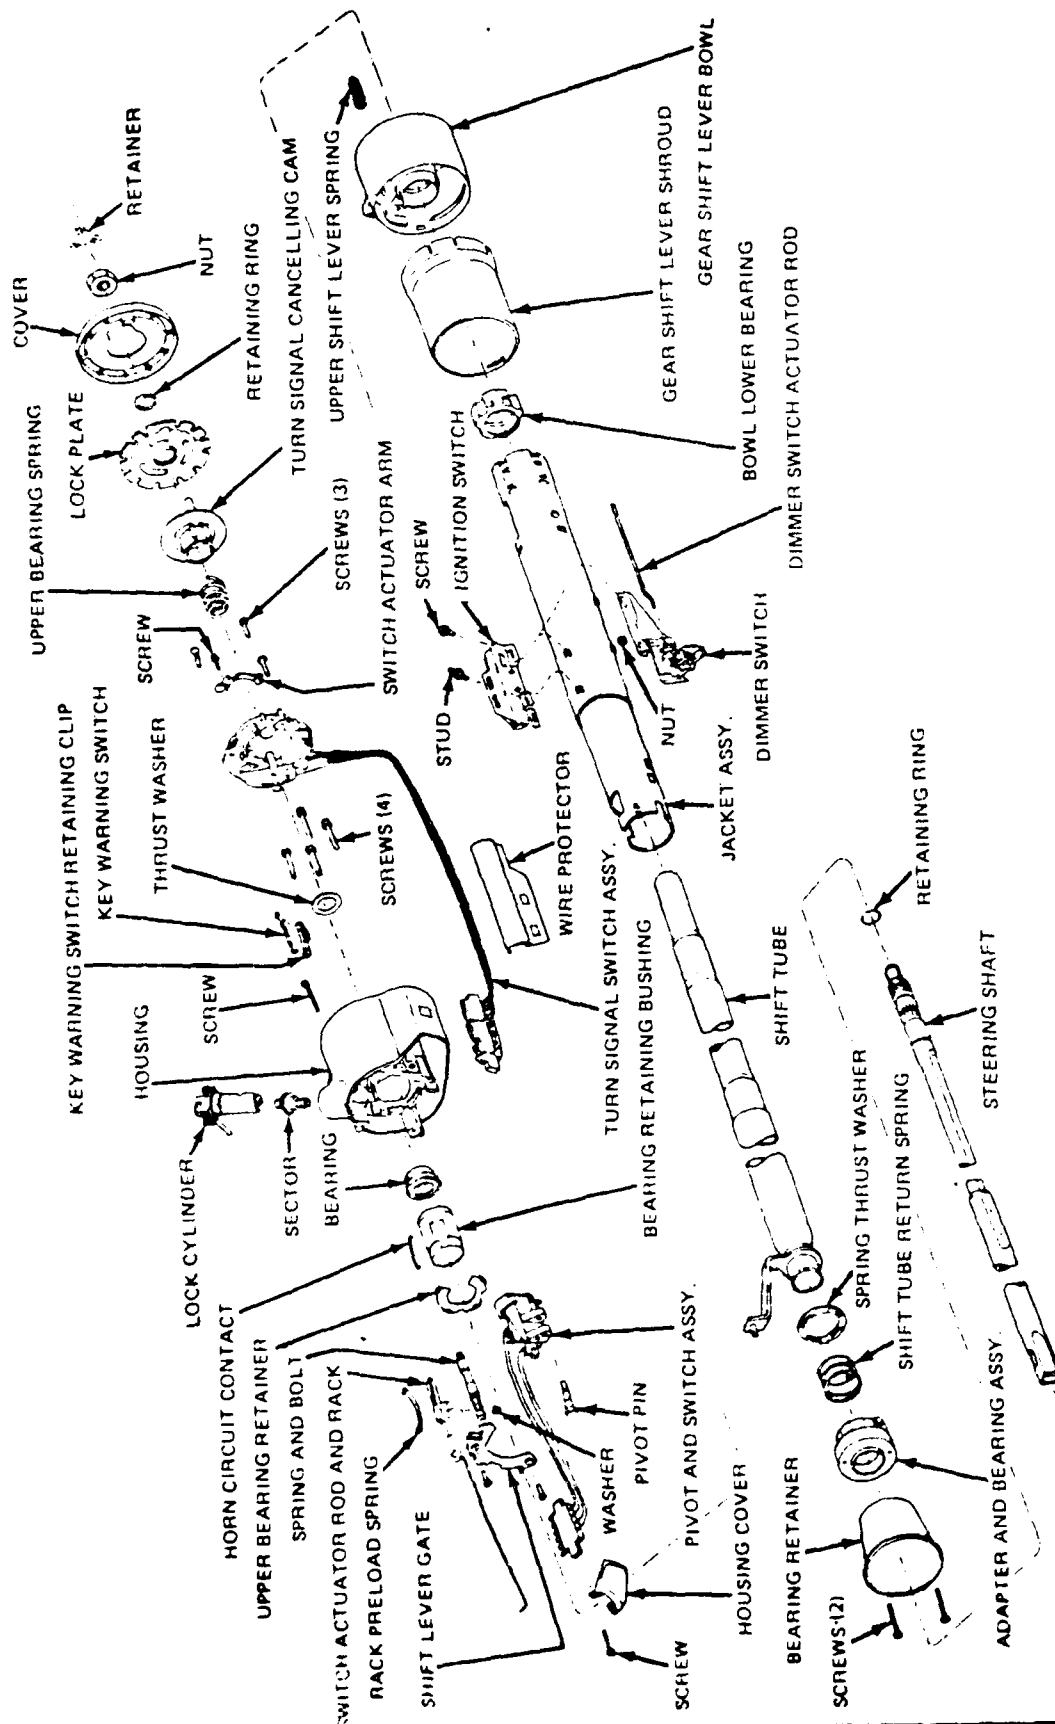 RETAINER
NUT
COVER
RETAINING RING
TURN SIGNAL CANCELLING CAM
UPPER SHIFT LEVER SPRING
LOCK PLATE
UPPER BEARING SPRING
SCREW
SCREWS (3)
SWITCH ACTUATOR ARM
SCREW
IGNITION SWITCH
STUD
GEAR SHIFT LEVER BOWL
GEAR SHIFT LEVER SHROUD
BOWL LOWER BEARING
DIMMER SWITCH ACTUATOR ROD
DIMMER SWITCH
NUT
JACKET ASSY.
KEY WARNING SWITCH RETAINING CLIP
KEY WARNING SWITCH
THRUST WASHER
SCREWS (4)
WIRE PROTECTOR
TURN SIGNAL SWITCH ASSY.
SCREW
HOUSING
LOCK CYLINDER
SECTOR
BEARING
BEARING RETAINING BUSHING
HORN CIRCUIT CONTACT
UPPER BEARING RETAINER
SPRING AND BOLT
SWITCH ACTUATOR ROD AND RACK
RACK PRELOAD SPRING
SHIFT LEVER GATE
WASHER
PIVOT PIN
PIVOT AND SWITCH ASSY.
HOUSING COVER
SCREW
SHIFT TUBE
RETAINING RING
STEERING SHAFT
SPRING THRUST WASHER
SHIFT TUBE RETURN SPRING
ADAPTER AND BEARING ASSY.
BEARING RETAINER
SCREWS (2)